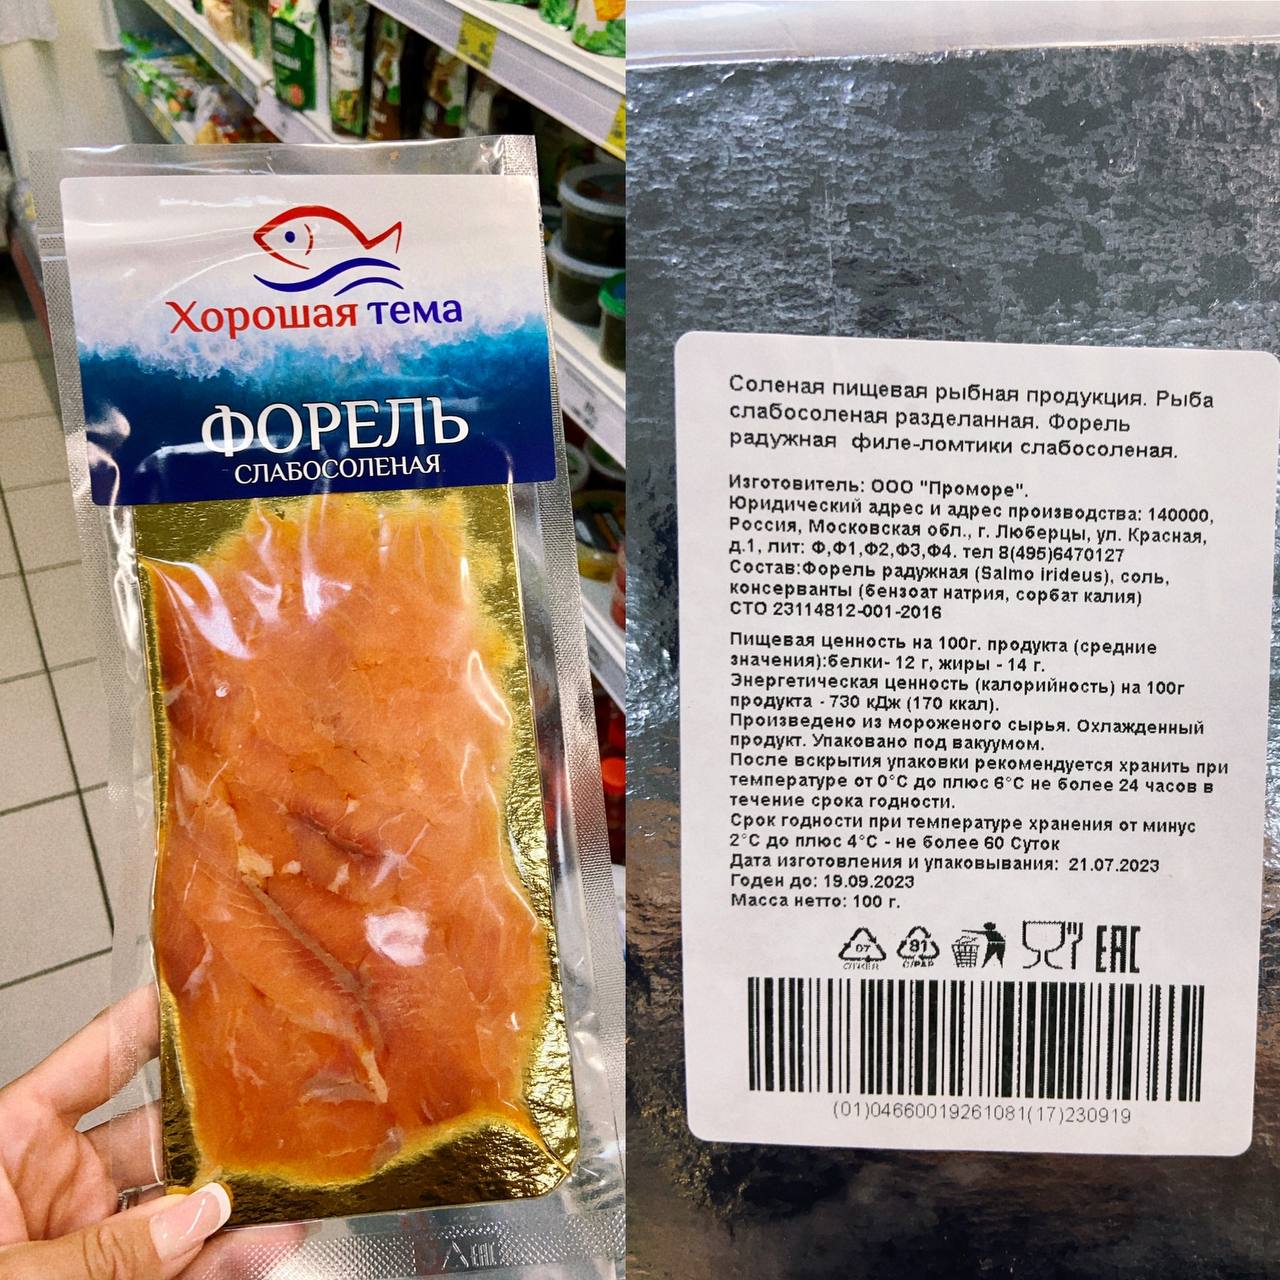 Хорошая тема
ФОРЕЛЬ
СЛАБОСОЛЕНАЯ
EAC
Соленая пищевая рыбная продукция. Рыба
слабосоленая разделанная. Форель
радужная филе-ломтики слабосоленая.
Изготовитель: ООО "Проморе".
Юридический адрес и адрес производства: 140000,
Россия, Московская обл., г. Люберцы, ул. Красная,
д.1, лит: Ф,Ф1,Ф2,Ф3,Ф4. тел 8(495)6470127
Состав:Форель радужная (Salmo irideus), соль,
консерванты (бензоат натрия, сорбат калия)
СТО 23114812-001-2016
Пищевая ценность на 100г. продукта (средние
значения):белки- 12 г, жиры - 14 г.
Энергетическая ценность (калорийность) на 100г
продукта - 730 кДж (170 ккал).
Произведено из мороженого сырья. Охлажденный
продукт. Упаковано под вакуумом.
После вскрытия упаковки рекомендуется хранить при
температуре от 0°С до плюс 6°С не более 24 часов в
течение срока годности.
Срок годности при температуре хранения от минус
2°С до плюс 4°С - не более 60 Суток
Дата изготовления и упаковывания: 21.07.2023
Годен до: 19.09.2023
Масса нетто: 100 г.
07 81 EAC
C/PAP
(01)04660019261081(17)230919